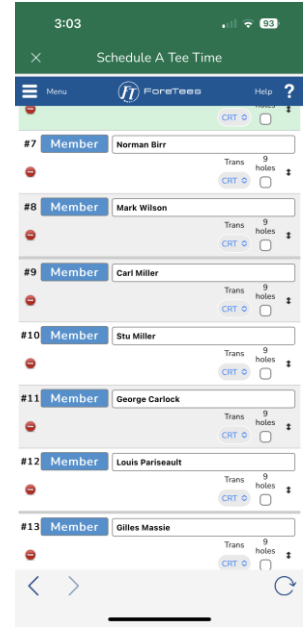 3:03 93
Schedule A Tee Time
Menu FT ForeTees Help ?
holes
CRT
#7 Member Norman Birr
Trans 9 holes
CRT
#8 Member Mark Wilson
Trans 9 holes
CRT
#9 Member Carl Miller
Trans 9 holes
CRT
#10 Member Stu Miller
Trans 9 holes
CRT
#11 Member George Carlock
Trans 9 holes
CRT
#12 Member Louis Pariseault
Trans 9 holes
CRT
#13 Member Gilles Massie
Trans 9 holes
CRT